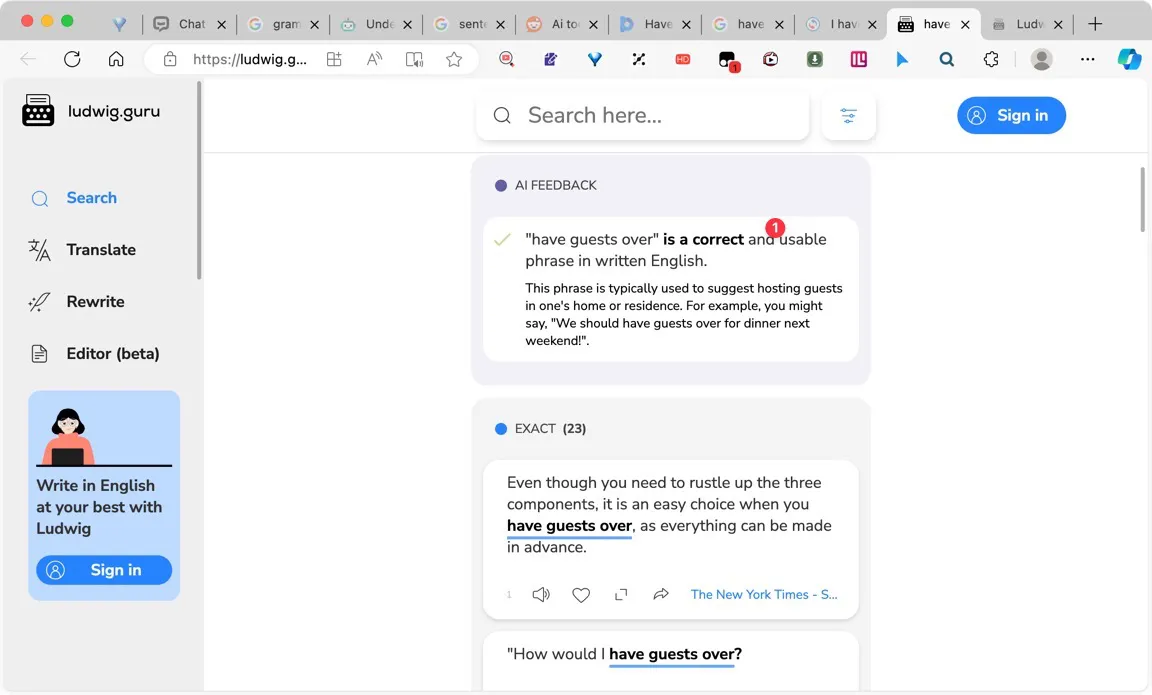 Chat
gram
Unde
sente
Ai too
Have
have
I hav
have
Ludw
https://ludwig.g...
HD
1
ludwig.guru
Search here...
Sign in
Search
Translate
Rewrite
Editor (beta)
Write in English
at your best with
Ludwig
Sign in
AI FEEDBACK
1
"have guests over" is a correct and usable
phrase in written English.
This phrase is typically used to suggest hosting guests
in one's home or residence. For example, you might
say, "We should have guests over for dinner next
weekend!".
EXACT (23)
Even though you need to rustle up the three
components, it is an easy choice when you
have guests over, as everything can be made
in advance.
1
The New York Times - S...
"How would I have guests over?